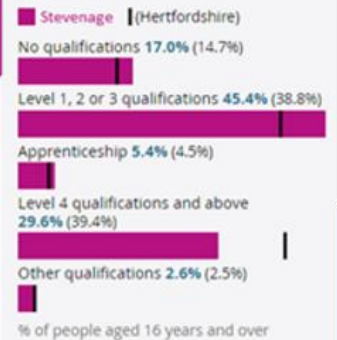 Stevenage (Hertfordshire)
No qualifications 17.0% (14.7%)
Level 1, 2 or 3 qualifications 45.4% (38.8%)
Apprenticeship 5.4% (4.5%)
Level 4 qualifications and above
29.6% (39.4%)
Other qualifications 2.6% (2.5%)
% of people aged 16 years and over